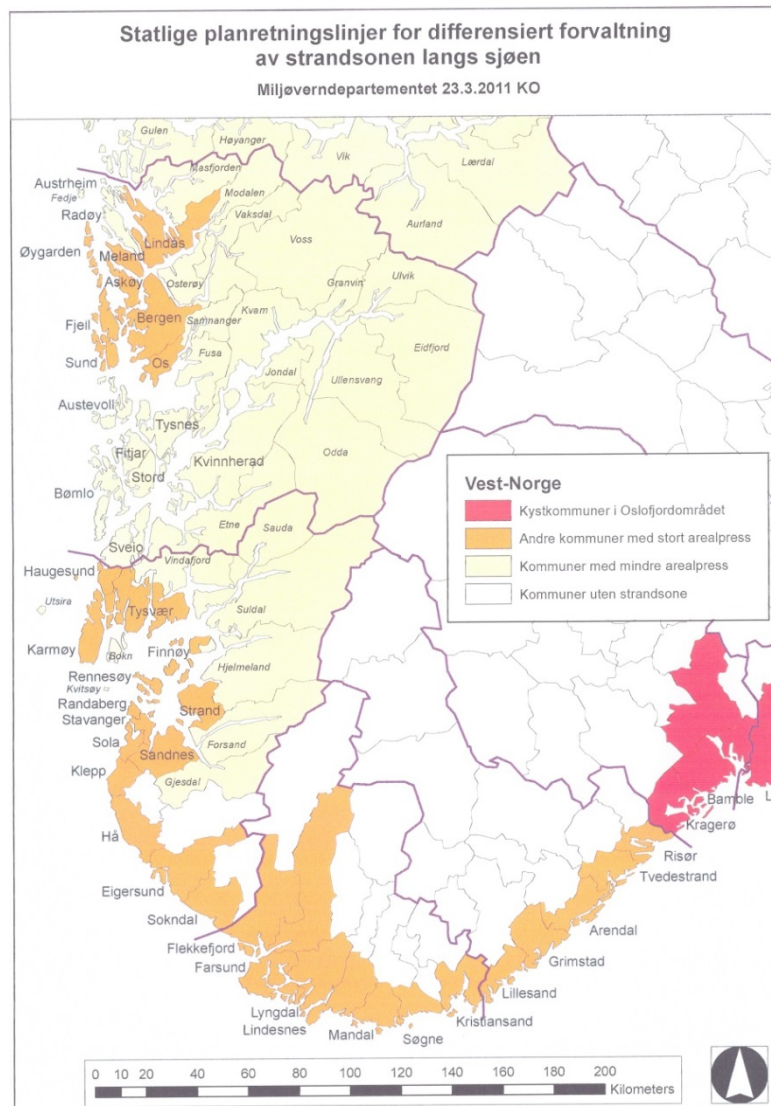 Statlige planretningslinjer for differensiert forvaltning
av strandsonen langs sjøen
Miljøverndepartementet 23.3.2011 KO
Gulen
Høyanger
Vik
Lærdal
Masfjorden
Austrheim
Fedje
Modalen
Radøy
Aurland
Lindås
Vaksdal
Voss
Øygarden
Meland
Ulvik
Askøy
Osterøy
Granvin
Bergen
Kvam
Samnanger
Fjell
Eidfjord
Fusa
Sund
Os
Jondal
Ullensvang
Austevoll
Tysnes
Fitjar
Kvinnherad
Odda
Stord
Bømlo
Etne
Sauda
Sveio
Vindafjord
Haugesund
Utsira
Tysvær
Suldal
Karmøy
Bokn
Finnøy
Hjelmeland
Rennesøy
Kvitsøy
Randaberg
Strand
Stavanger
Sola
Forsand
Sandnes
Klepp
Gjesdal
Hå
Eigersund
Sokndal
Flekkefjord
Farsund
Lyngdal
Lindesnes
Mandal
Søgne
Kristiansand
Lillesand
Grimstad
Arendal
Tvedestrand
Risør
Kragerø
Bamble
L
Vest-Norge
Kystkommuner i Oslofjordområdet
Andre kommuner med stort arealpress
Kommuner med mindre arealpress
Kommuner uten strandsone
0 20 40 60 80 100 120 140 160 180 200
Kilometers